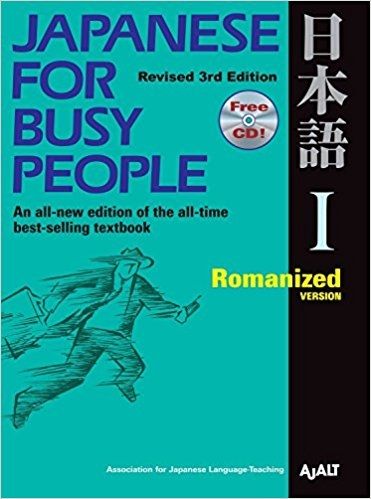 JAPANESE
FOR
BUSY
PEOPLE
Revised 3rd Edition
Free
CD!
An all-new edition of the all-time
best-selling textbook
日本語
I
Romanized
VERSION
Association for Japanese Language-Teaching
AJALT